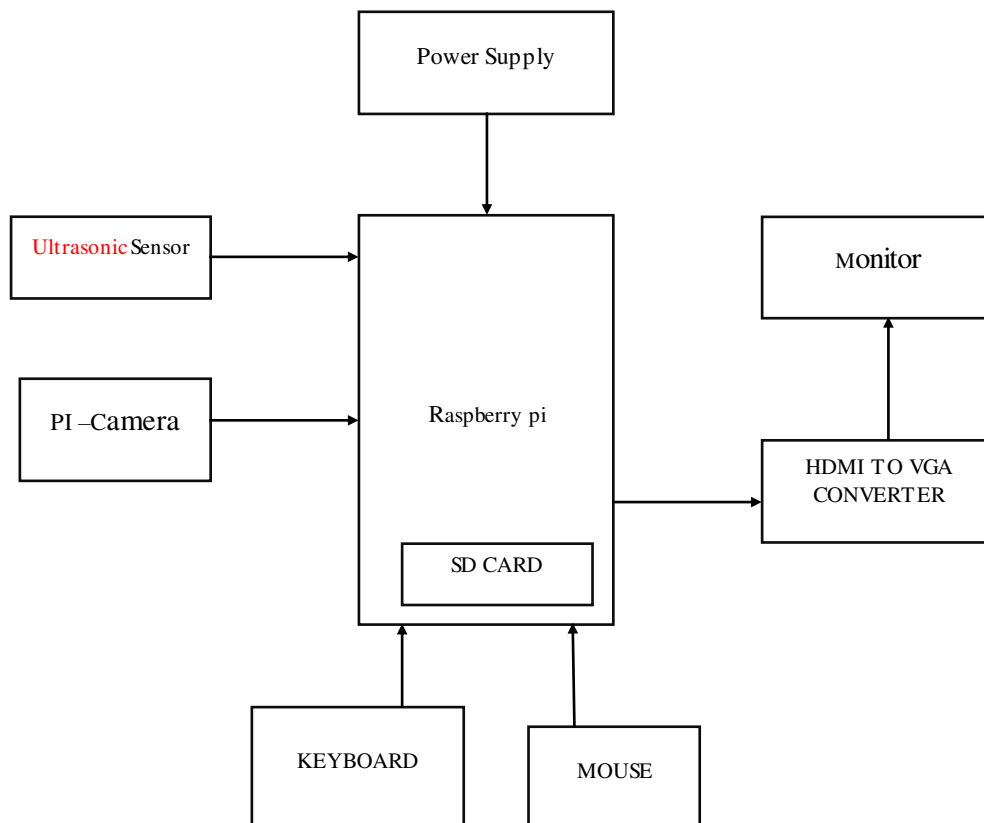 Power Supply
Ultrasonic Sensor
Monitor
PI –Camera
Raspberry pi
HDMI TO VGA
CONVERTER
SD CARD
KEYBOARD
MOUSE